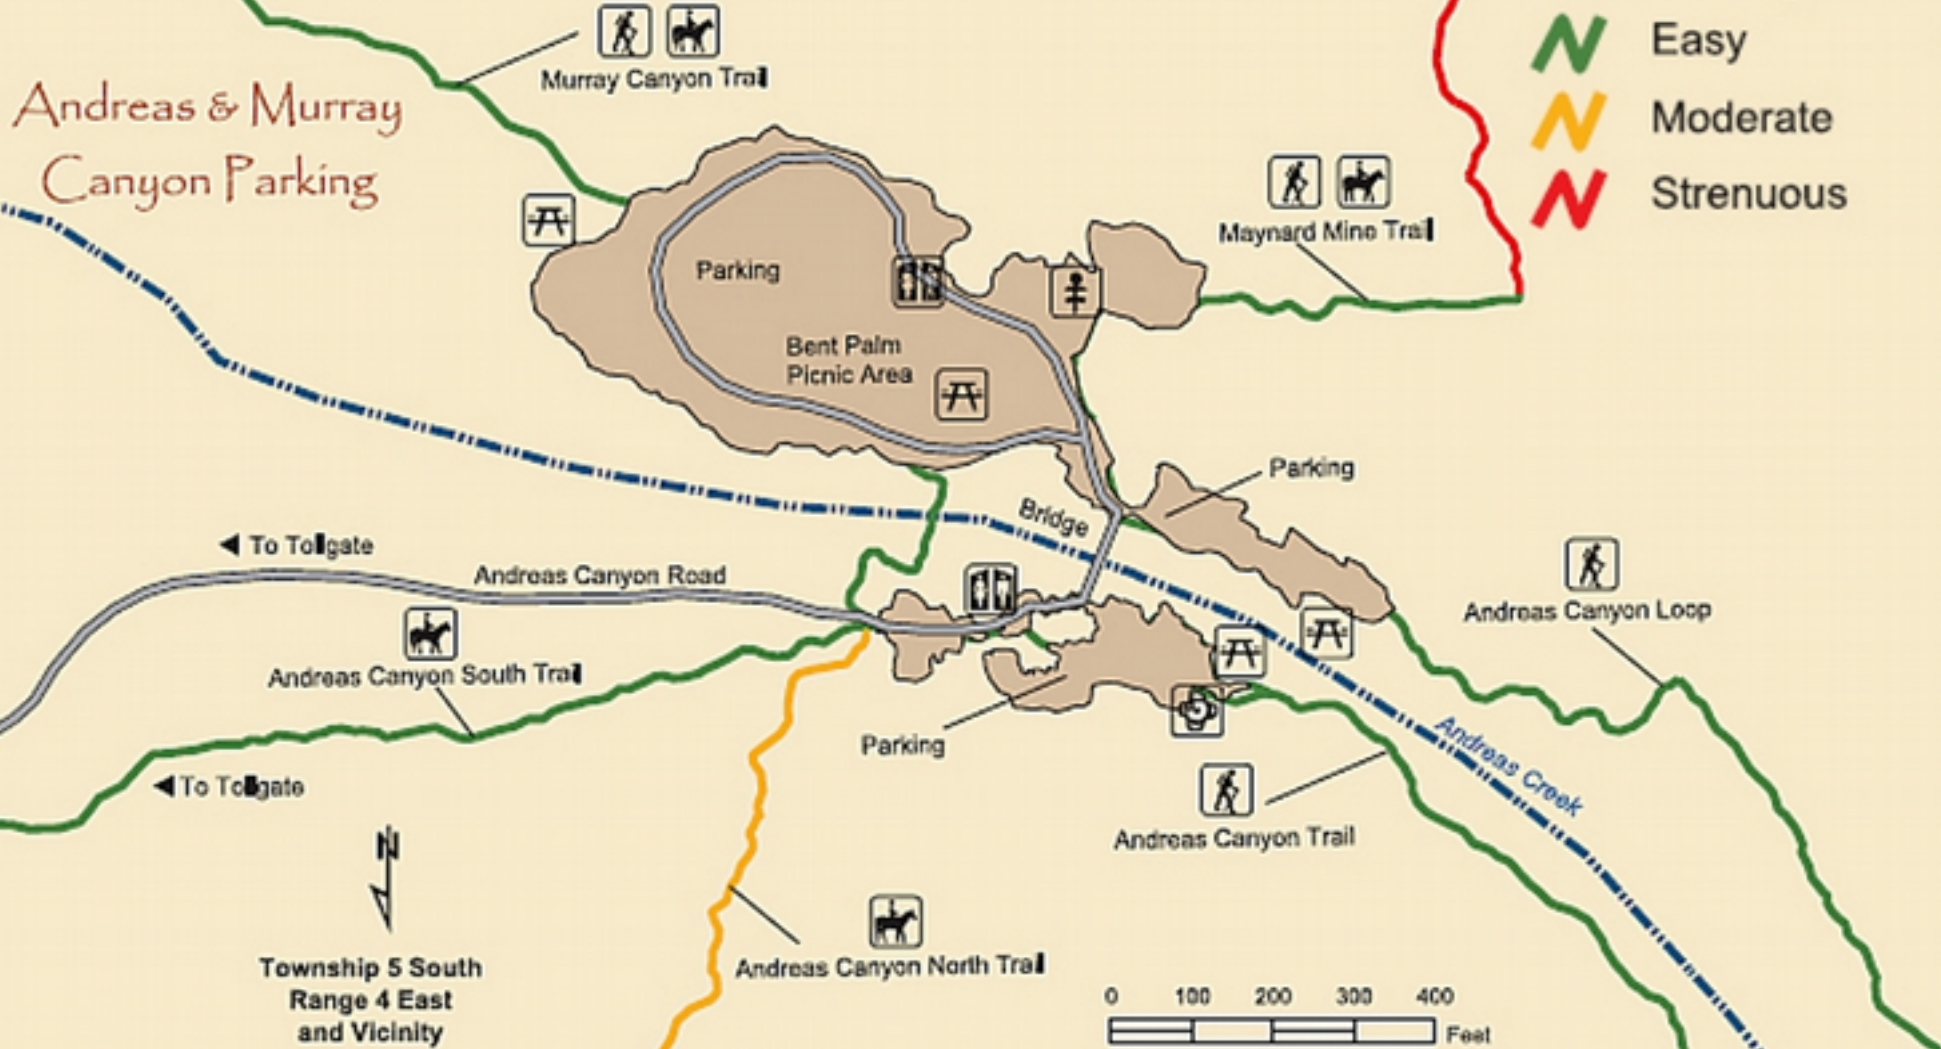 Murray Canyon Trail
Andreas & Murray
Canyon Parking
Easy
Moderate
Strenuous
Maynard Mine Trail
Parking
Bent Palm
Picnic Area
Parking
Bridge
To Tollgate
Andreas Canyon Road
Andreas Canyon Loop
Andreas Canyon South Trail
Parking
Andreas Creek
To Tollgate
Andreas Canyon Trail
N
Andreas Canyon North Trail
Township 5 South
Range 4 East
and Vicinity
0 100 200 300 400
Feet